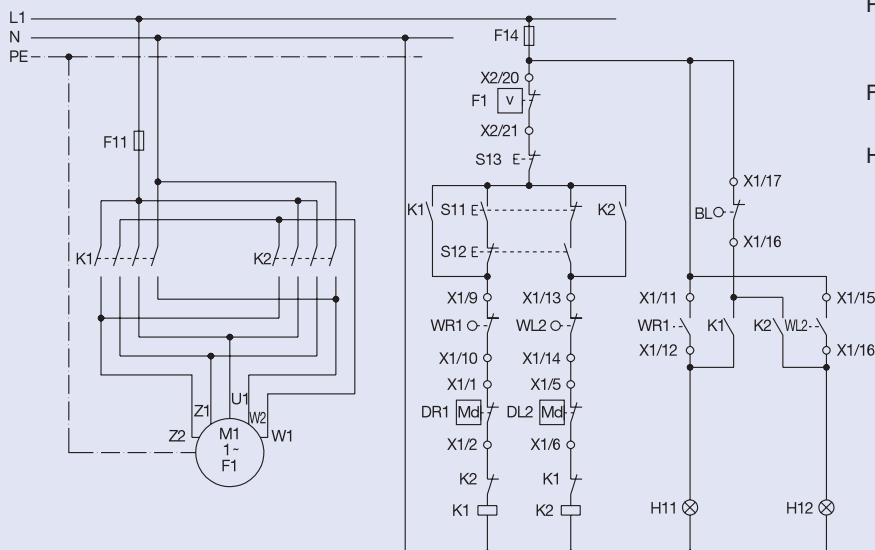 L1
N
PE
F14
X2/20
F1 v
X2/21
F11
S13 E
X1/17
BL
X1/16
K1 S11 E K2
S12 E
K1 K2
X1/9 X1/13 X1/11 X1/15
WR1 WL2 WR1 K1 K2 WL2
X1/10 X1/14 X1/12 X1/16
X1/1 X1/5
DR1 Md DL2 Md
X1/2 X1/6
Z1 U1 W2
Z2 M1 W1
1~
F1
K2 K1
K1 K2 H11 H12